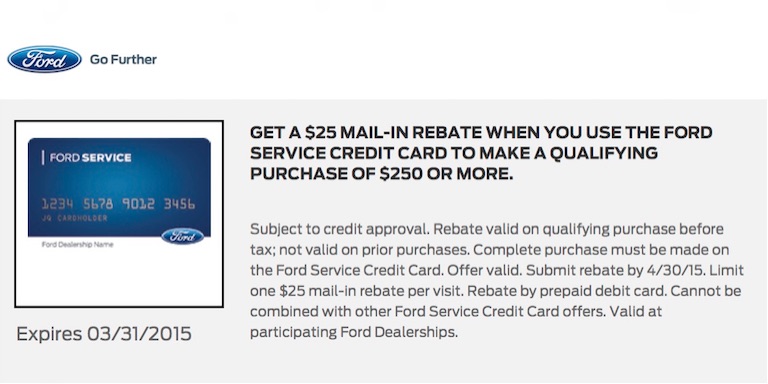 Ford Go Further
GET A $25 MAIL-IN REBATE WHEN YOU USE THE FORD
SERVICE CREDIT CARD TO MAKE A QUALIFYING
PURCHASE OF $250 OR MORE.
FORD SERVICE
1234 5678 9012 3456
JQ CARDHOLDER
Ford Dealership Name
Ford
Expires 03/31/2015
Subject to credit approval. Rebate valid on qualifying purchase before
tax; not valid on prior purchases. Complete purchase must be made on
the Ford Service Credit Card. Offer valid. Submit rebate by 4/30/15. Limit
one $25 mail-in rebate per visit. Rebate by prepaid debit card. Cannot be
combined with other Ford Service Credit Card offers. Valid at
participating Ford Dealerships.